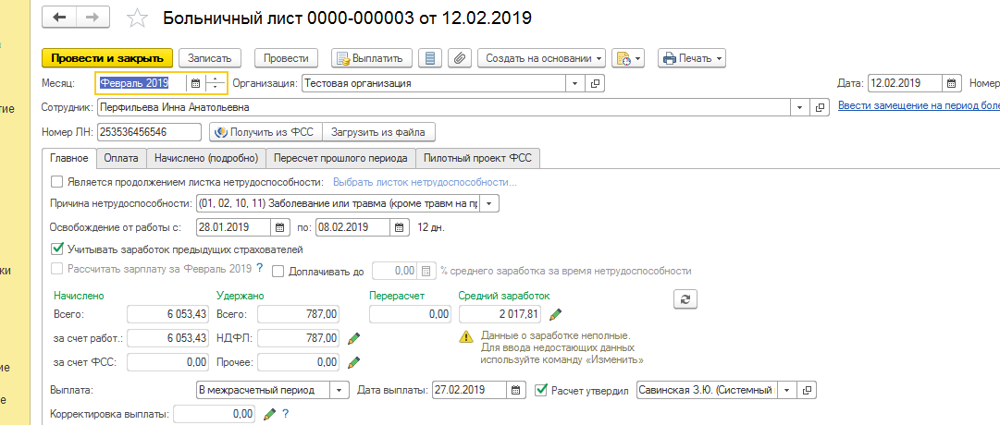 Больничный лист 0000-000003 от 12.02.2019
Провести и закрыть Записать Провести Выплатить Создать на основании Печать
Месяц: Февраль 2019 Организация: Тестовая организация Дата: 12.02.2019 Номер
Сотрудник: Перфильева Инна Анатольевна Ввести замещение на период боле
тие
Номер ЛН: 253536456546 Получить из ФСС Загрузить из файла
Главное Оплата Начислено (подробно) Пересчет прошлого периода Пилотный проект ФСС
Является продолжением листка нетрудоспособности: Выбрать листок нетрудоспособности...
Причина нетрудоспособности: (01, 02, 10, 11) Заболевание или травма (кроме травм на пр
Освобождение от работы с: 28.01.2019 по: 08.02.2019 12 дн.
Учитывать заработок предыдущих страхователей
ки
Рассчитать зарплату за Февраль 2019 ? Доплачивать до 0,00 % среднего заработка за время нетрудоспособности
Начислено Удержано Перерасчет Средний заработок
Всего: 6 053,43 Всего: 787,00 0,00 2 017,81
за счет работ.: 6 053,43 НДФЛ: 787,00 Данные о заработке неполные.
Для ввода недостающих данных
за счет ФСС: 0,00 Прочее: 0,00 используйте команду «Изменить»
ие
Выплата: В межрасчетный период Дата выплаты: 27.02.2019 Расчет утвердил Савинская З.Ю. (Системный
е
Корректировка выплаты: 0,00 ?